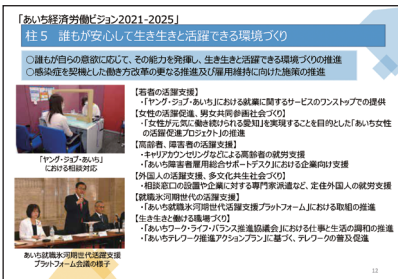 「あいち経済労働ビジョン2021-2025」
柱5 誰もが安心して生き生きと活躍できる環境づくり
○誰もが自らの意欲に応じて、その能力を発揮し、生き生きと活躍できる環境づくりの推進
○感染症を契機とした働き方改革の更なる推進及び雇用維持に向けた施策の推進
【若者の活躍支援】
・「ヤング・ジョブ・あいち」における就業に関するサービスのワンストップでの提供
【女性の活躍促進、男女共同参画社会づくり】
・「女性が元気に働き続けられる愛知」を実現することを目的とした「あいち女性
の活躍促進プロジェクト」の推進
【高齢者、障害者の活躍支援】
・キャリアカウンセリングなどによる高齢者の就労支援
・「あいち障害者雇用総合サポートデスク」における企業向け支援
【外国人の活躍支援、多文化共生社会づくり】
・相談窓口の設置や企業に対する専門家派遣など、定住外国人の就労支援
【就職氷河期世代の活躍支援】
・「あいち就職氷河期世代活躍支援プラットフォーム」における取組の推進
【生き生きと働ける職場づくり】
・「あいちワーク・ライフ・バランス推進協議会」における仕事と生活の調和の推進
・「あいちテレワーク推進アクションプラン」に基づく、テレワークの普及促進
「ヤング・ジョブ・あいち」
における相談対応
あいち就職氷河期世代活躍支援
プラットフォーム会議の様子
12